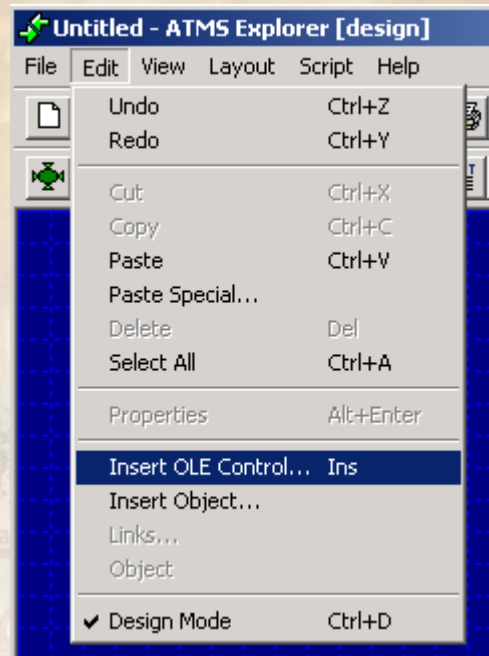 Untitled - ATMS Explorer [design]
File Edit View Layout Script Help
Undo Ctrl+Z
Redo Ctrl+Y
Cut Ctrl+X
Copy Ctrl+C
Paste Ctrl+V
Paste Special...
Delete Del
Select All Ctrl+A
Properties Alt+Enter
Insert OLE Control... Ins
Insert Object...
Links...
Object
Design Mode Ctrl+D